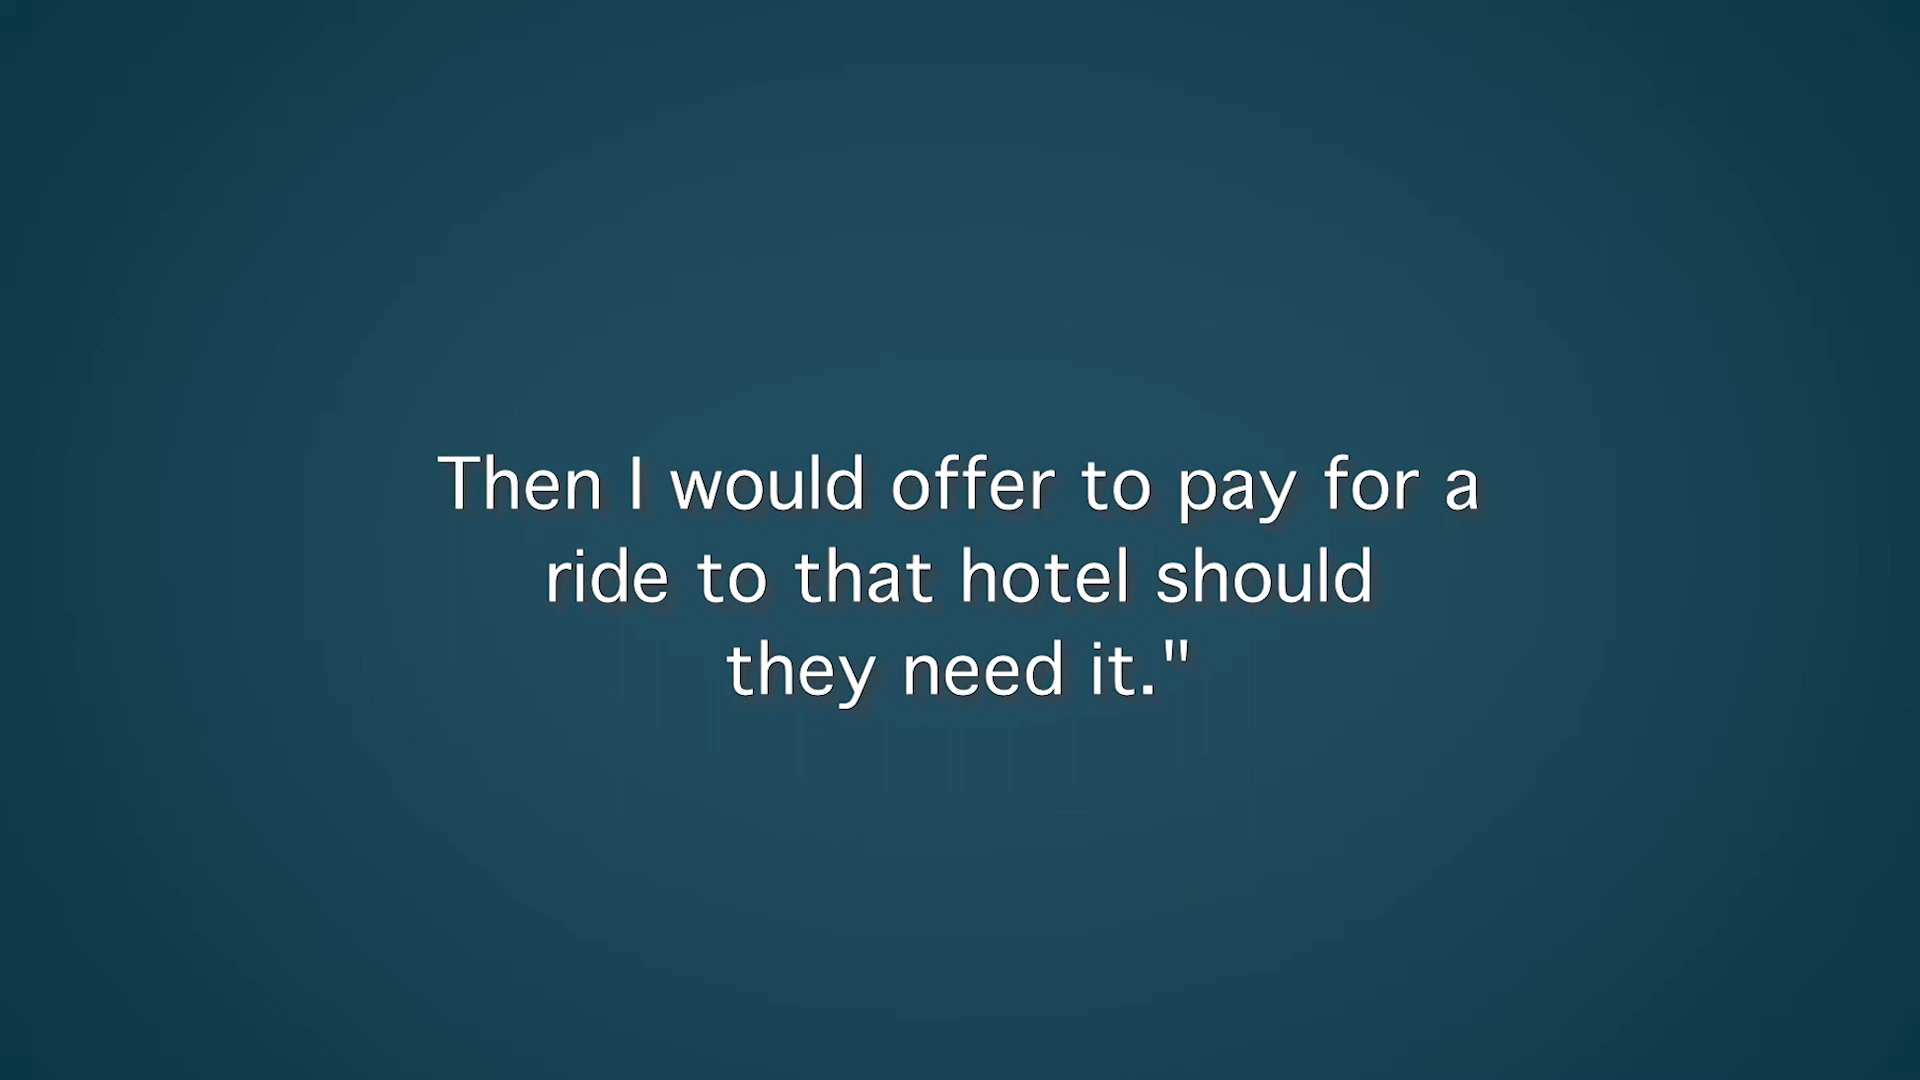 Then I would offer to pay for a
ride to that hotel should
they need it."